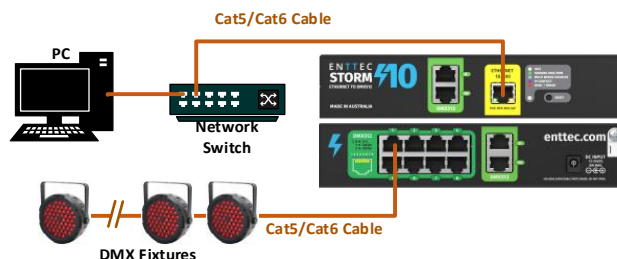 Cat5/Cat6 Cable
PC
Network
Switch
ENTTEC
STORM 10
ETHERNET TO DMX512
MADE IN AUSTRALIA
DMX512
ETHERNET
DMX512
enttec.com
DMX512
DC INPUT
Cat5/Cat6 Cable
DMX Fixtures